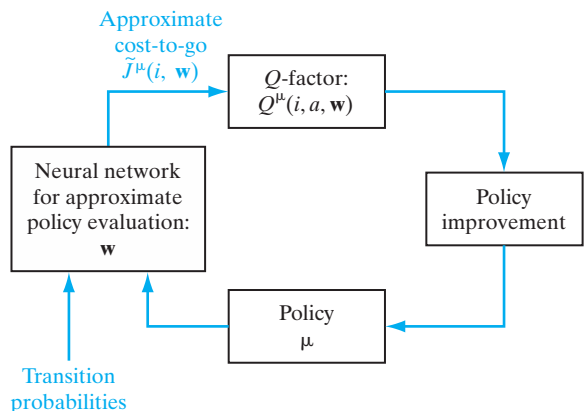 Approximate
cost-to-go
J̃^μ(i, w)
Q-factor:
Q^μ(i, a, w)
Neural network
for approximate
policy evaluation:
w
Policy
improvement
Policy
μ
Transition
probabilities